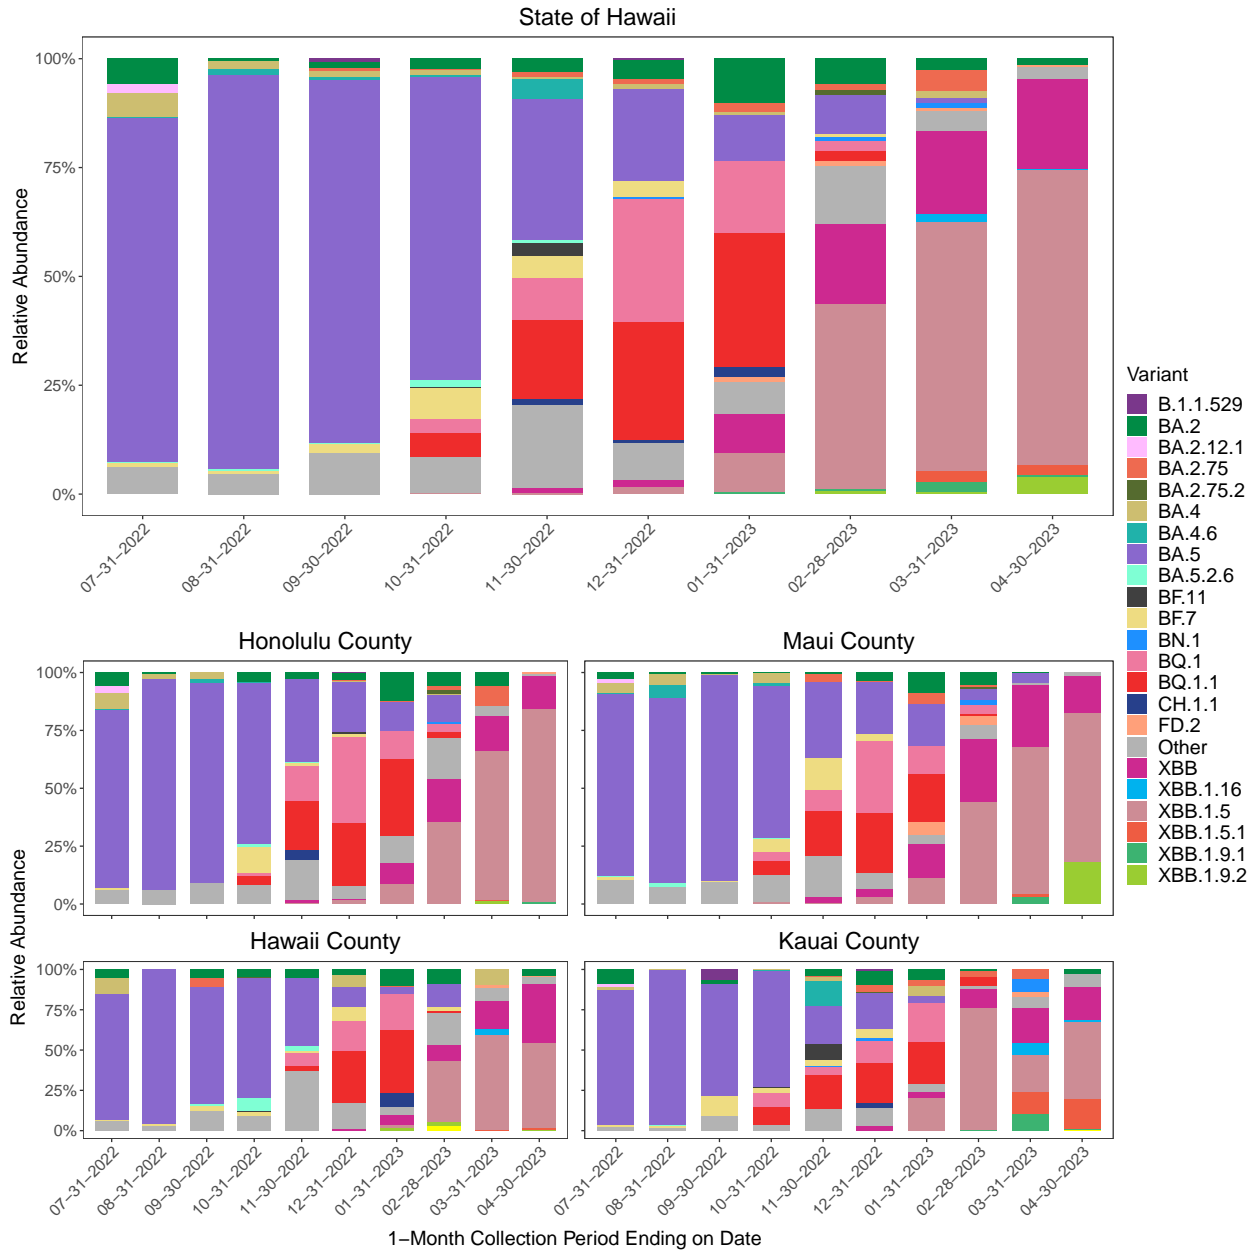 State of Hawaii
Relative Abundance
100%
75%
50%
25%
0%
07−31−2022
08−31−2022
09−30−2022
10−31−2022
11−30−2022
12−31−2022
01−31−2023
02−28−2023
03−31−2023
04−30−2023
Variant
B.1.1.529
BA.2
BA.2.12.1
BA.2.75
BA.2.75.2
BA.4
BA.4.6
BA.5
BA.5.2.6
BF.11
BF.7
BN.1
BQ.1
BQ.1.1
CH.1.1
FD.2
Other
XBB
XBB.1.16
XBB.1.5
XBB.1.5.1
XBB.1.9.1
XBB.1.9.2
Honolulu County
Maui County
Relative Abundance
100%
75%
50%
25%
0%
100%
75%
50%
25%
0%
Hawaii County
Kauai County
100%
75%
50%
25%
0%
100%
75%
50%
25%
0%
07−31−2022
08−31−2022
09−30−2022
10−31−2022
11−30−2022
12−31−2022
01−31−2023
02−28−2023
03−31−2023
04−30−2023
07−31−2022
08−31−2022
09−30−2022
10−31−2022
11−30−2022
12−31−2022
01−31−2023
02−28−2023
03−31−2023
04−30−2023
1−Month Collection Period Ending on Date